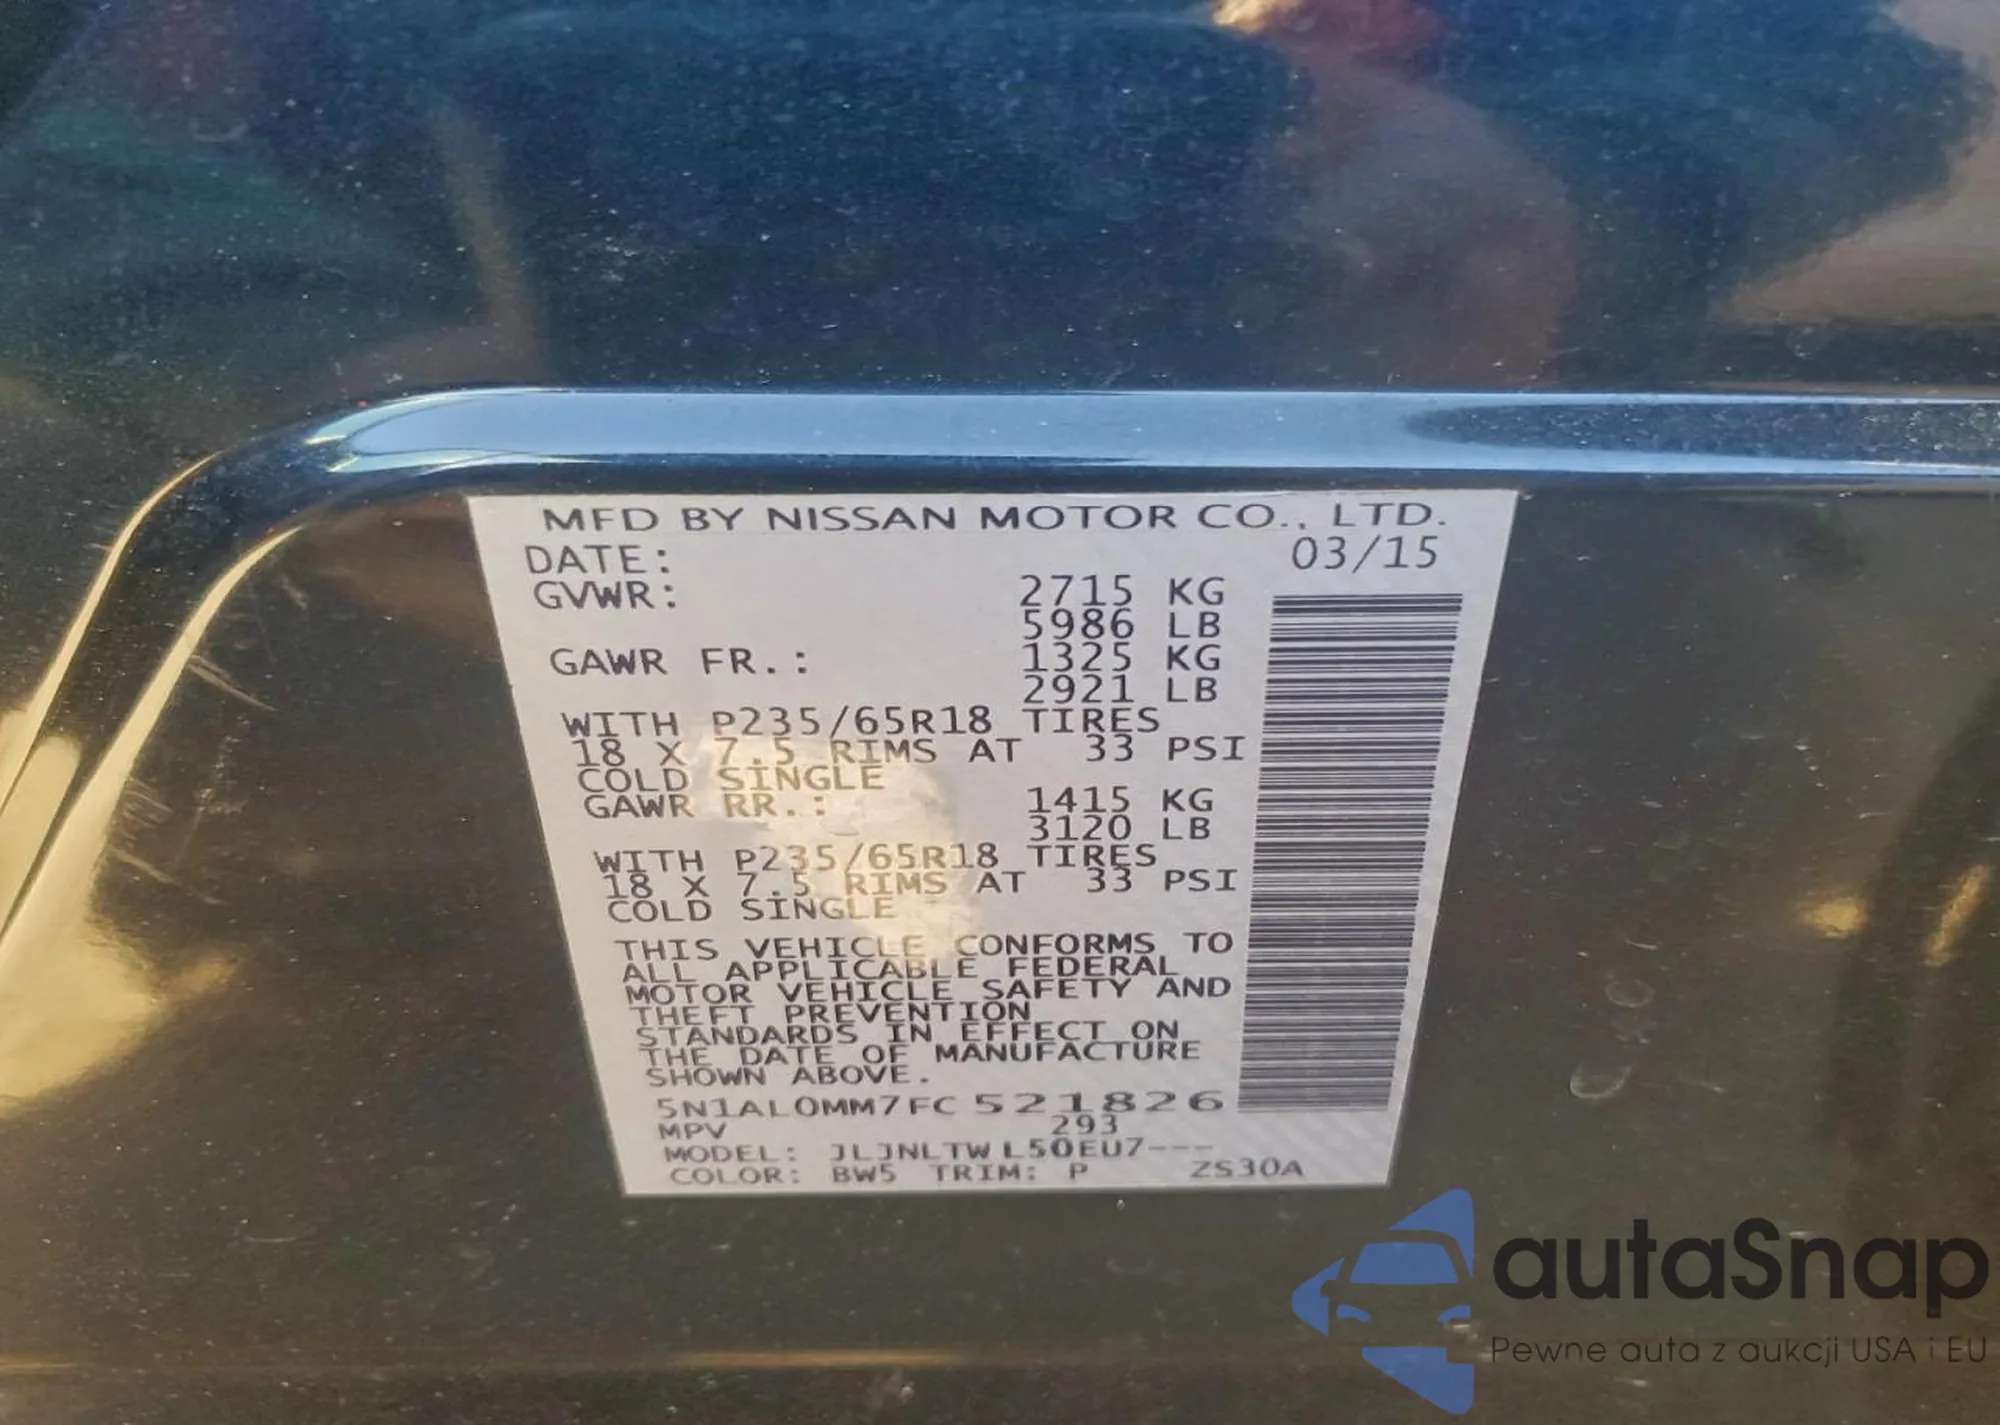 MFD BY NISSAN MOTOR CO., LTD.
DATE: 03/15
GVWR: 2715 KG
5986 LB
GAWR FR.: 1325 KG
2921 LB
WITH P235/65R18 TIRES
18 X 7.5 RIMS AT 33 PSI
COLD SINGLE
GAWR RR.: 1415 KG
3120 LB
WITH P235/65R18 TIRES
18 X 7.5 RIMS AT 33 PSI
COLD SINGLE
THIS VEHICLE CONFORMS TO
ALL APPLICABLE FEDERAL
MOTOR VEHICLE SAFETY AND
THEFT PREVENTION
STANDARDS IN EFFECT ON
THE DATE OF MANUFACTURE
SHOWN ABOVE.
5N1AL0MM7FC521826
MPV 293
MODEL: JLJNLTWL50EU7---
COLOR: BW5 TRIM: P ZS30A
autaSnap
Pewne auta z aukcji USA i EU